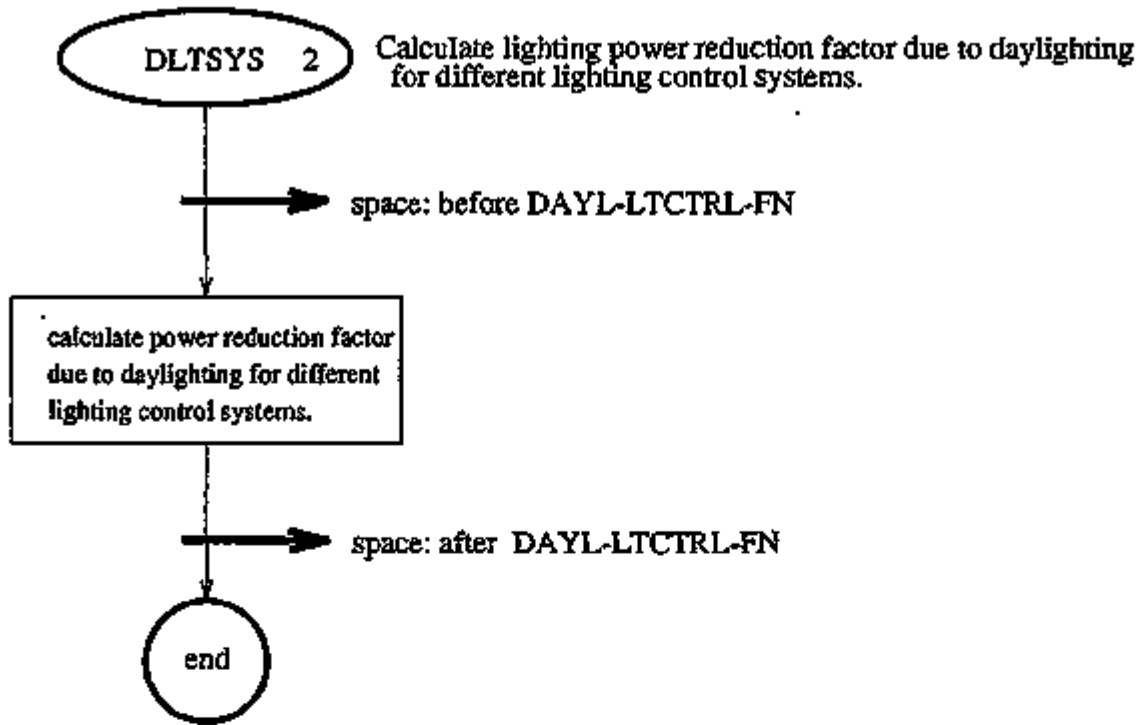 DLTSYS 2
Calculate lighting power reduction factor due to daylighting
for different lighting control systems.
space: before DAYL-LTCTRL-FN
calculate power reduction factor
due to daylighting for different
lighting control systems.
space: after DAYL-LTCTRL-FN
end